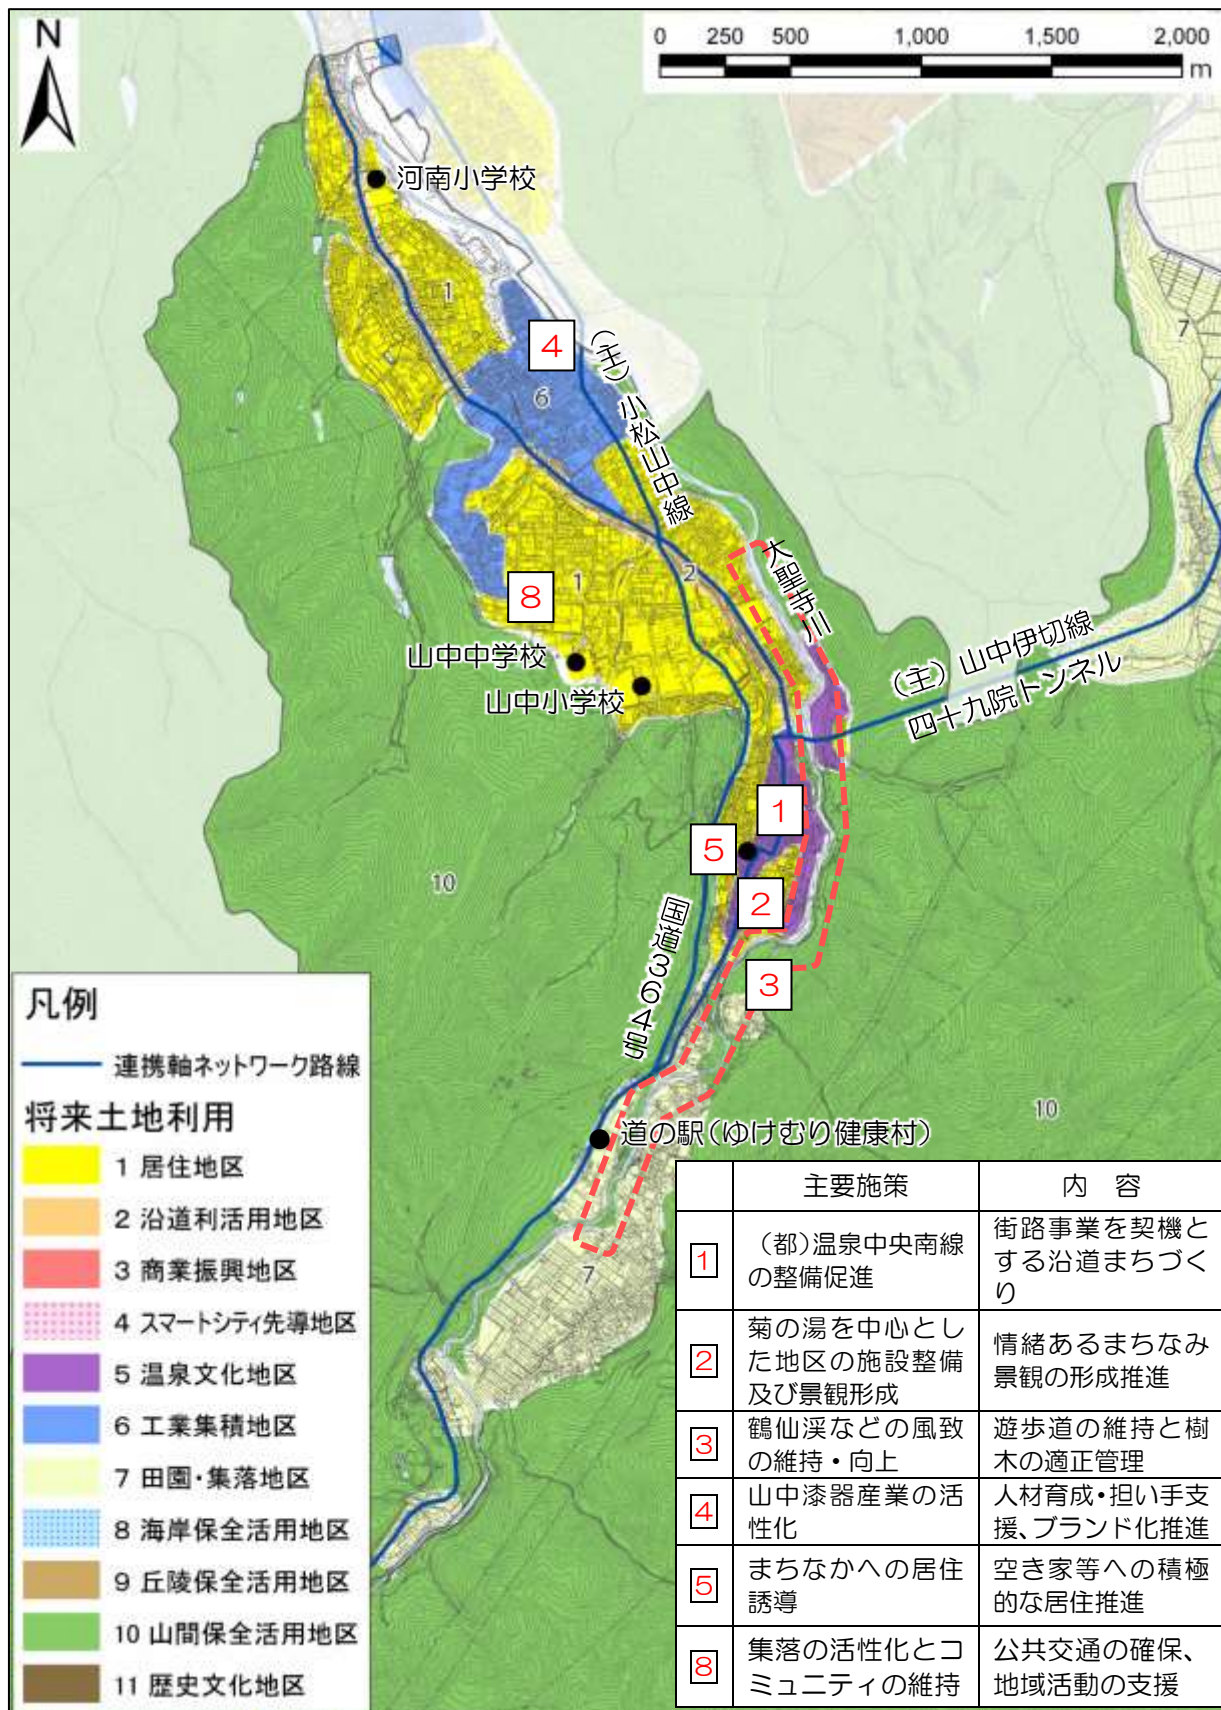 N
0 250 500 1,000 1,500 2,000
m
河南小学校
1
7
4
(主)小松山中線
6
2
大聖寺川
1
8
山中中学校
山中小学校
(主)山中伊切線
四十九院トンネル
1
5
10
2
国道364号
3
10
道の駅(ゆけむり健康村)
7
凡例
連携軸ネットワーク路線
将来土地利用
1 居住地区
2 沿道利活用地区
3 商業振興地区
4 スマートシティ先導地区
5 温泉文化地区
6 工業集積地区
7 田園・集落地区
8 海岸保全活用地区
9 丘陵保全活用地区
10 山間保全活用地区
11 歴史文化地区
主要施策 内 容
1 (都)温泉中央南線の整備促進 街路事業を契機とする沿道まちづくり
2 菊の湯を中心とした地区の施設整備及び景観形成 情緒あるまちなみ景観の形成推進
3 鶴仙渓などの風致の維持・向上 遊歩道の維持と樹木の適正管理
4 山中漆器産業の活性化 人材育成・担い手支援、ブランド化推進
5 まちなかへの居住誘導 空き家等への積極的な居住推進
8 集落の活性化とコミュニティの維持 公共交通の確保、地域活動の支援